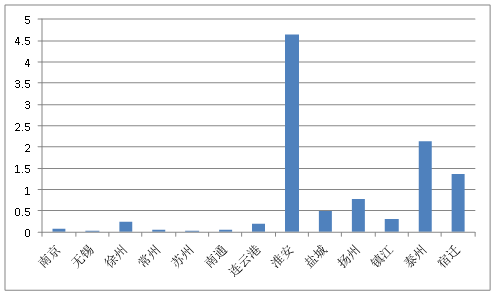 5
4.5
4
3.5
3
2.5
2
1.5
1
0.5
0
南京
无锡
徐州
常州
苏州
南通
连云港
淮安
盐城
扬州
镇江
泰州
宿迁